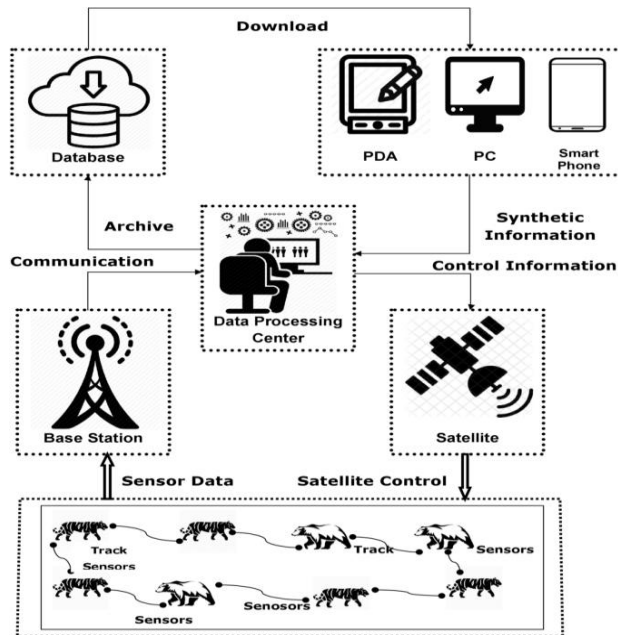 Download
Database
PDA
PC
Smart
Phone
Archive
Synthetic
Information
Communication
Control Information
Data Processing
Center
Base Station
Satellite
Sensor Data
Satellite Control
Track
Sensors
Track
Sensors
Senosors
Sensors